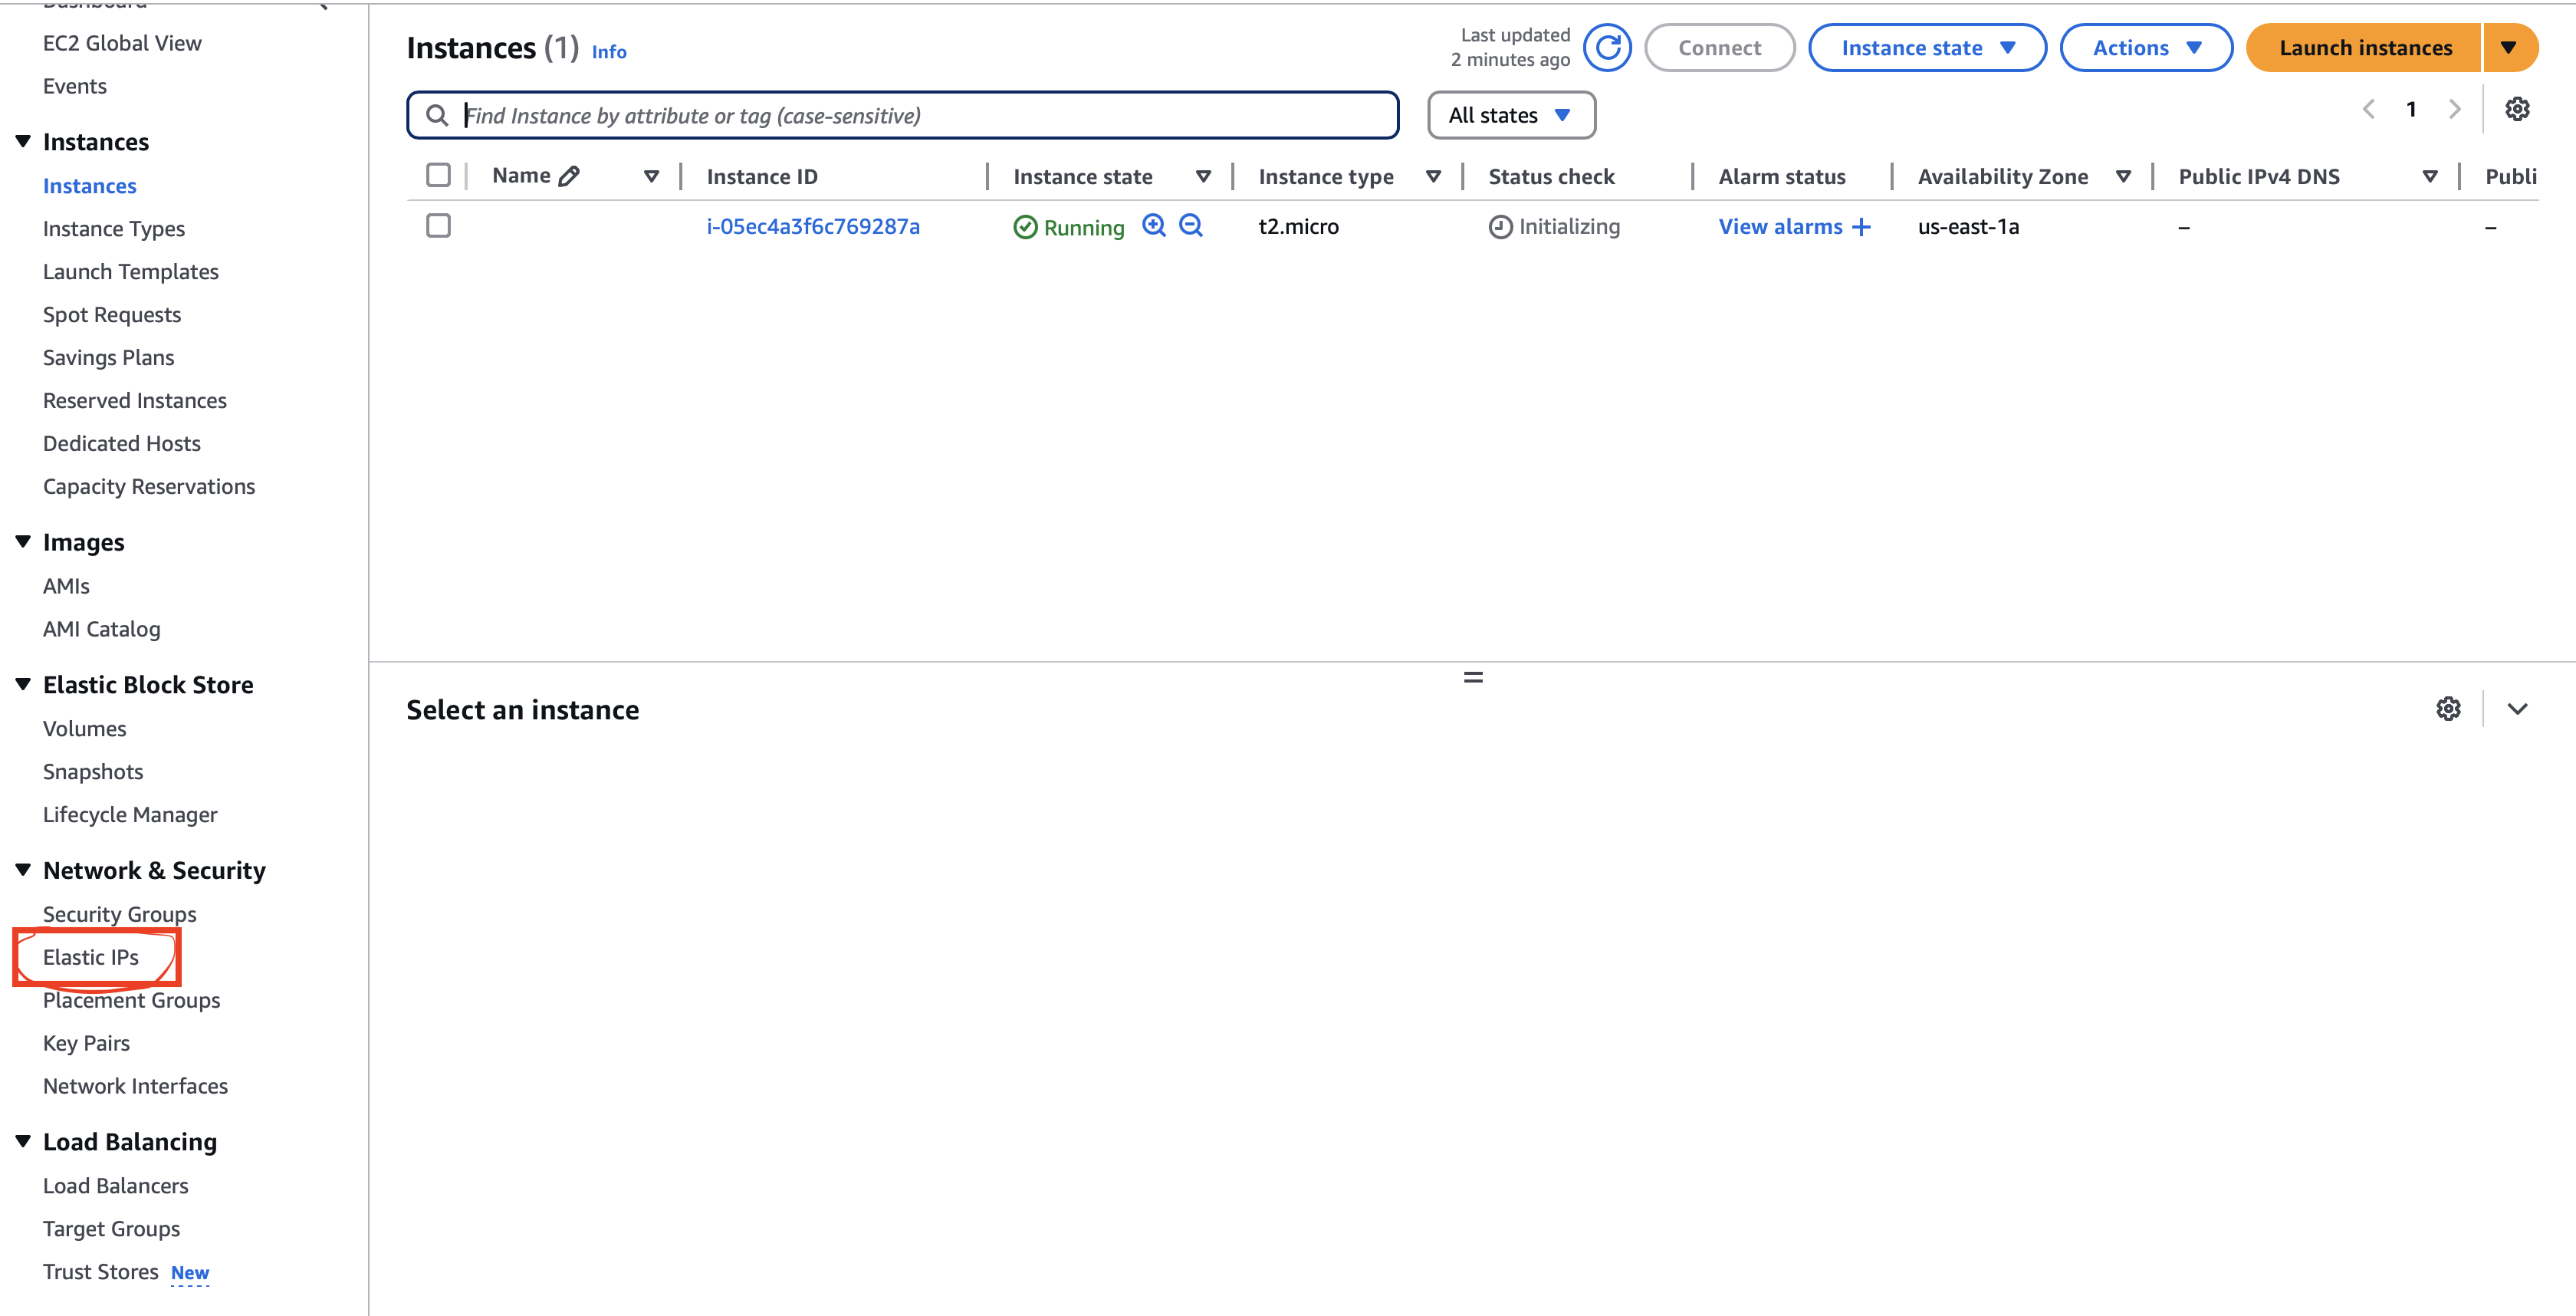 Dashboard
EC2 Global View
Events
Instances
Instances
Instance Types
Launch Templates
Spot Requests
Savings Plans
Reserved Instances
Dedicated Hosts
Capacity Reservations
Images
AMIs
AMI Catalog
Elastic Block Store
Volumes
Snapshots
Lifecycle Manager
Network & Security
Security Groups
Elastic IPs
Placement Groups
Key Pairs
Network Interfaces
Load Balancing
Load Balancers
Target Groups
Trust Stores New
Instances (1) Info
Last updated
2 minutes ago
Connect
Instance state
Actions
Launch instances
Find Instance by attribute or tag (case-sensitive)
All states
1
Name Instance ID Instance state Instance type Status check Alarm status Availability Zone Public IPv4 DNS Publi
i-05ec4a3f6c769287a Running t2.micro Initializing View alarms + us-east-1a – –
Select an instance